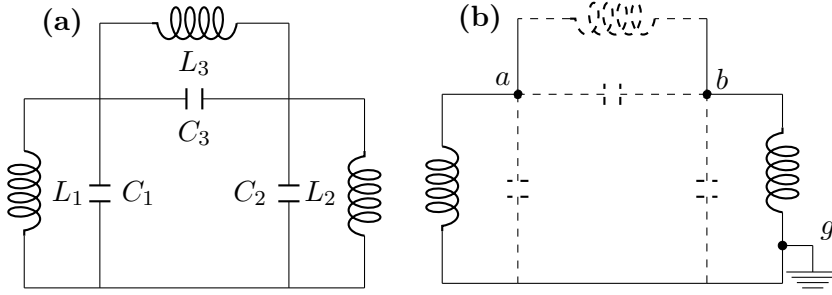 (a)
L₃
C₃
L₁ C₁ C₂ L₂
(b)
a b
g